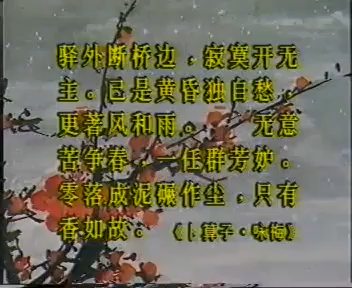 驿外断桥边，寂寞开无
主。已是黄昏独自愁，
更著风和雨。　　无意
苦争春，一任群芳妒。
零落成泥碾作尘，只有
香如故。　《卜算子·咏梅》